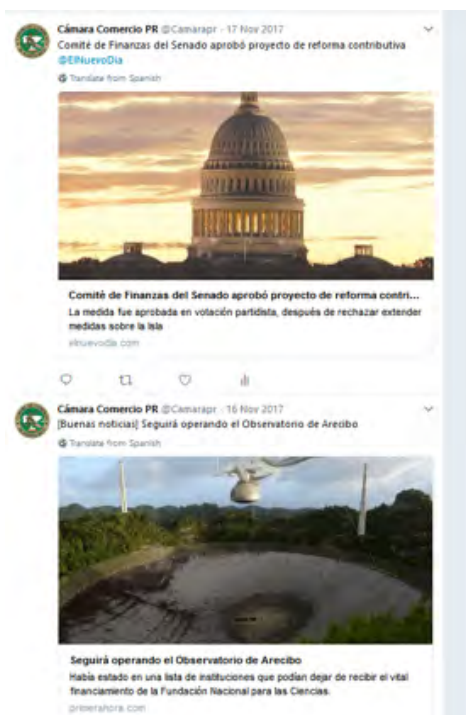 Cámara Comercio PR @Camarapr · 17 Nov 2017
Comité de Finanzas del Senado aprobó proyecto de reforma contributiva
@ElNuevoDia
Translate from Spanish
Comité de Finanzas del Senado aprobó proyecto de reforma contri...
La medida fue aprobada en votación partidista, después de rechazar extender
medidas sobre la Isla
elnuevodia.com
Cámara Comercio PR @Camarapr · 16 Nov 2017
[Buenas noticias] Seguirá operando el Observatorio de Arecibo
Translate from Spanish
Seguirá operando el Observatorio de Arecibo
Había estado en una lista de instituciones que podían dejar de recibir el vital
financiamiento de la Fundación Nacional para las Ciencias.
primerahora.com